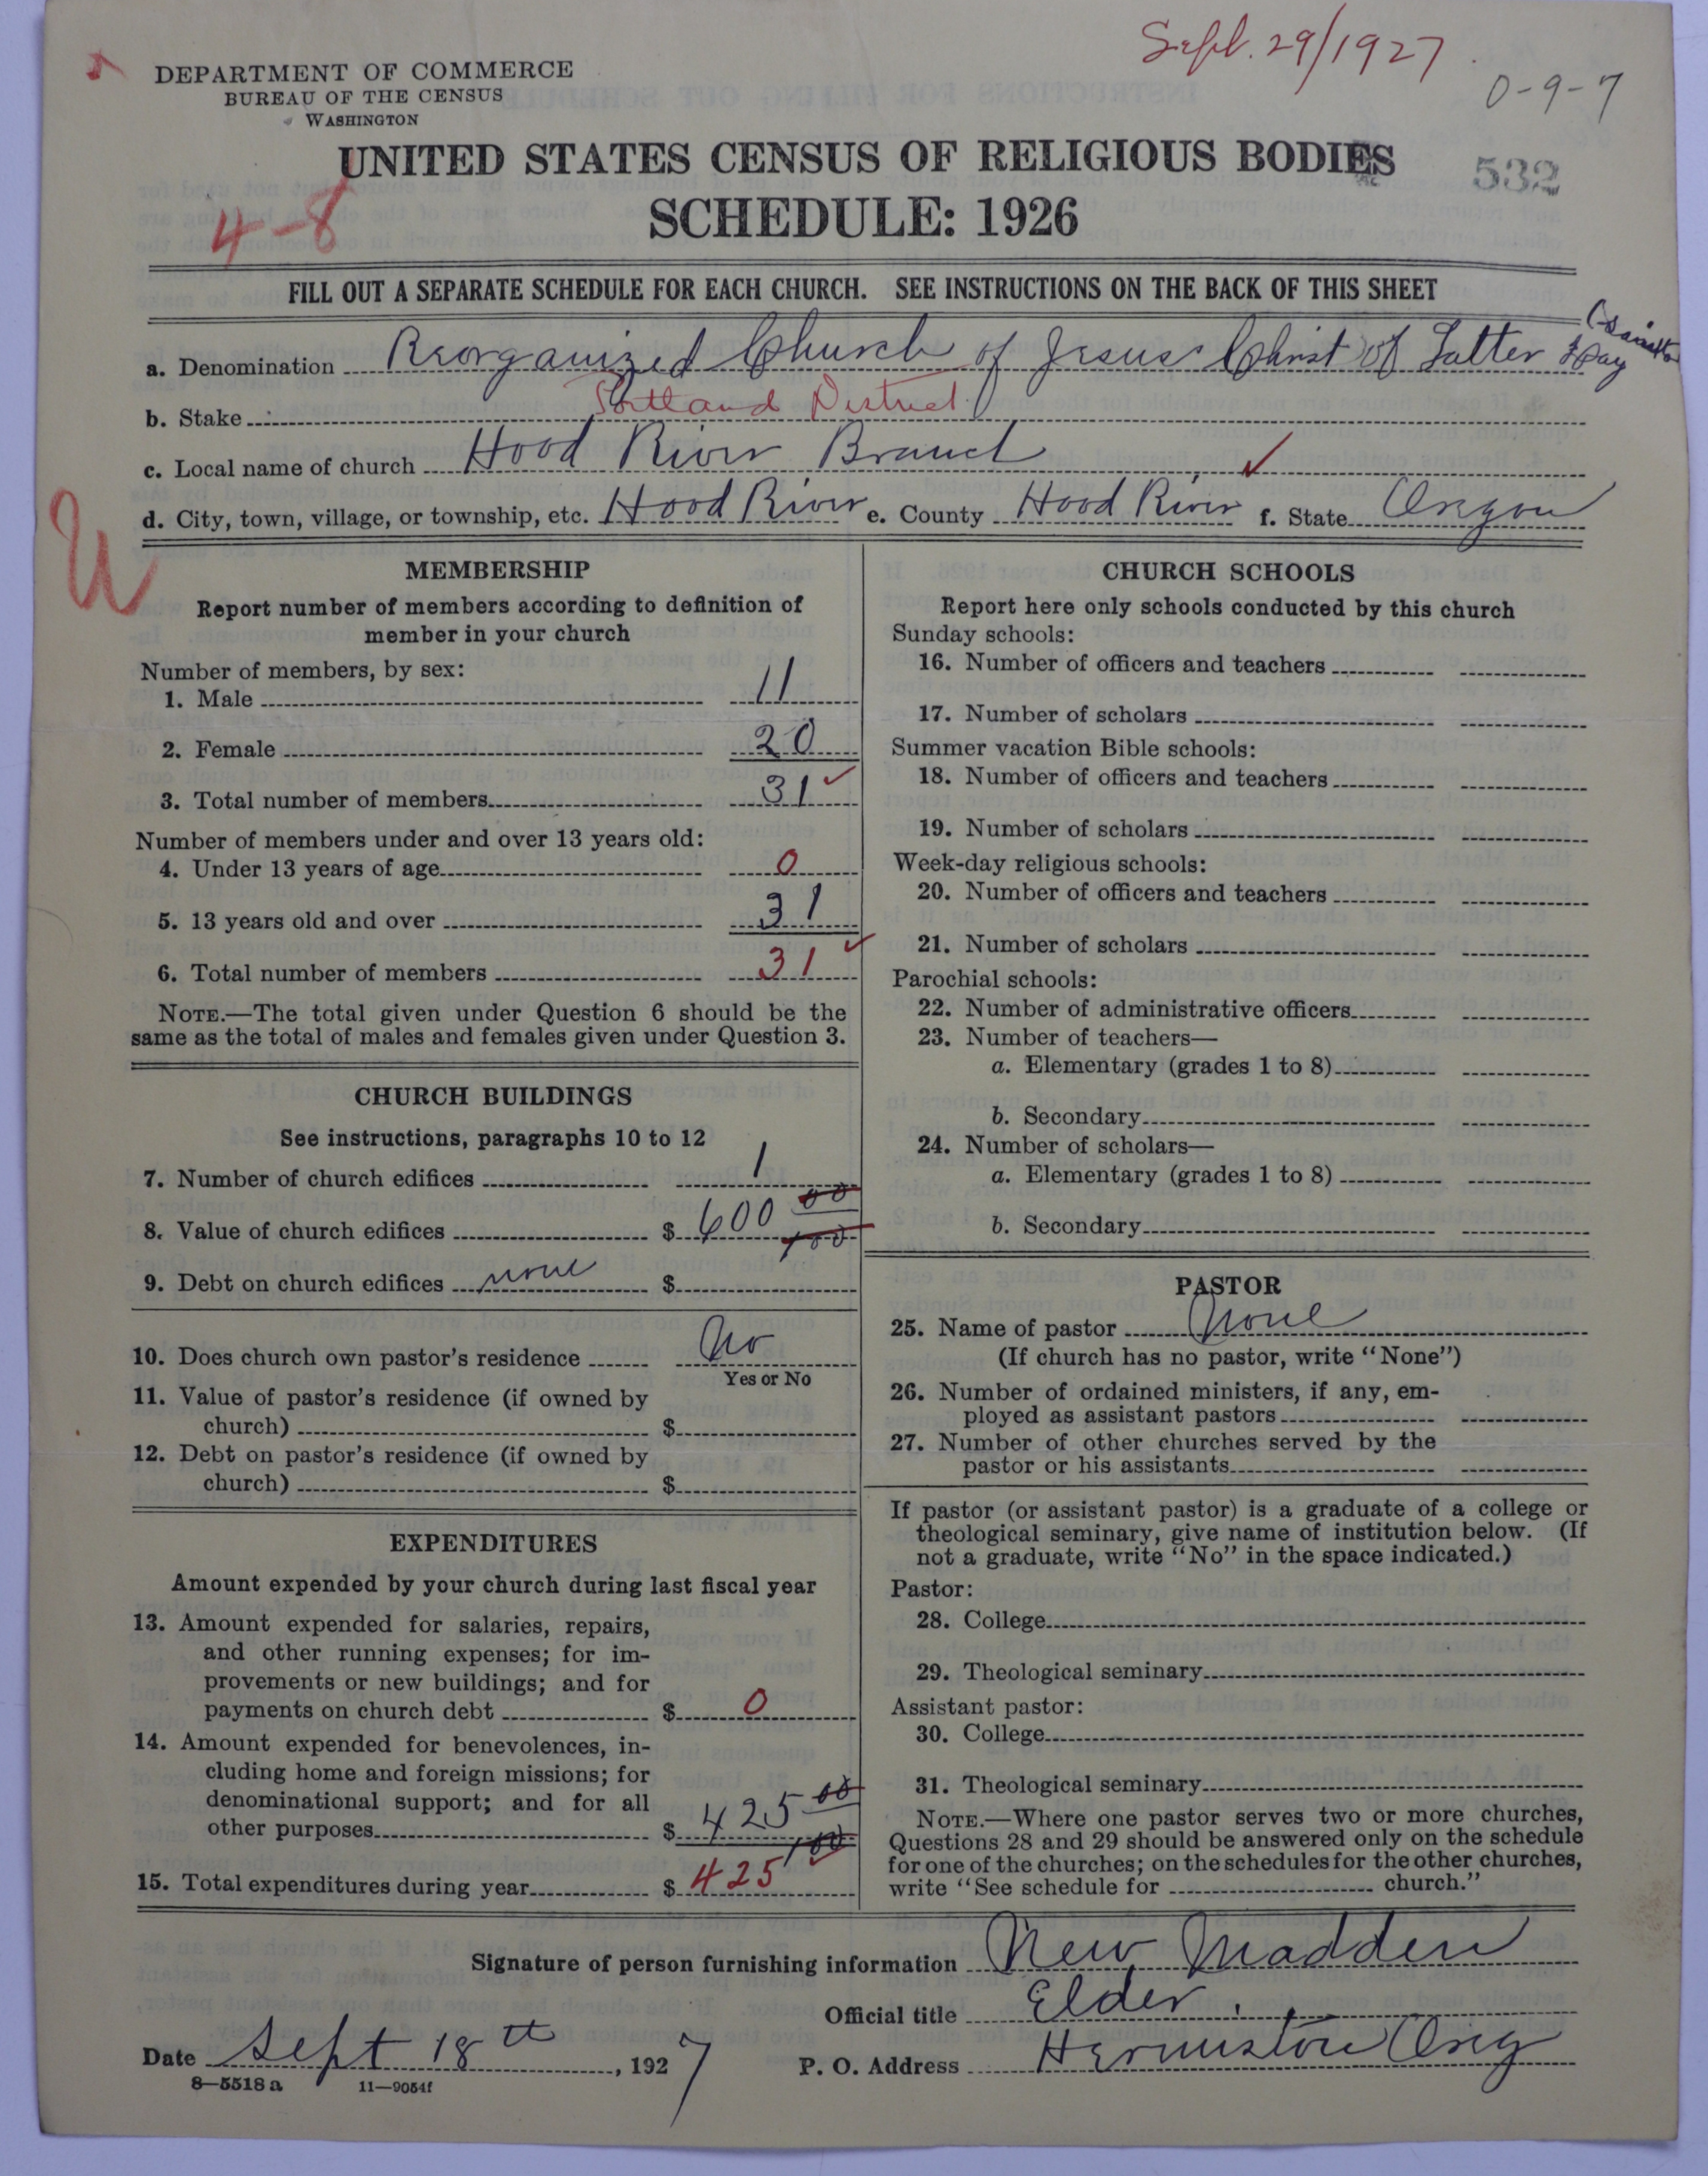 Sept. 29/1927
0-9-7
DEPARTMENT OF COMMERCE
BUREAU OF THE CENSUS
WASHINGTON
UNITED STATES CENSUS OF RELIGIOUS BODIES
532
4-8
SCHEDULE: 1926
FILL OUT A SEPARATE SCHEDULE FOR EACH CHURCH. SEE INSTRUCTIONS ON THE BACK OF THIS SHEET
a. Denomination Reorganized Church of Jesus Christ of Latter Day Saints
b. Stake Portland District
c. Local name of church Hood River Branch
d. City, town, village, or township, etc. Hood River e. County Hood River f. State Oregon
W
MEMBERSHIP
Report number of members according to definition of
member in your church
Number of members, by sex:
1. Male 11
2. Female 20
3. Total number of members 31
Number of members under and over 13 years old:
4. Under 13 years of age 0
5. 13 years old and over 31
6. Total number of members 31
NOTE.—The total given under Question 6 should be the
same as the total of males and females given under Question 3.
CHURCH BUILDINGS
See instructions, paragraphs 10 to 12
7. Number of church edifices 1
8. Value of church edifices $ 600 00/100
9. Debt on church edifices none $
10. Does church own pastor's residence No
Yes or No
11. Value of pastor's residence (if owned by
church) $
12. Debt on pastor's residence (if owned by
church) $
EXPENDITURES
Amount expended by your church during last fiscal year
13. Amount expended for salaries, repairs,
and other running expenses; for im-
provements or new buildings; and for
payments on church debt $ 0
14. Amount expended for benevolences, in-
cluding home and foreign missions; for
denominational support; and for all
other purposes $ 425 00/100
15. Total expenditures during year $ 425
CHURCH SCHOOLS
Report here only schools conducted by this church
Sunday schools:
16. Number of officers and teachers
17. Number of scholars
Summer vacation Bible schools:
18. Number of officers and teachers
19. Number of scholars
Week-day religious schools:
20. Number of officers and teachers
21. Number of scholars
Parochial schools:
22. Number of administrative officers
23. Number of teachers—
a. Elementary (grades 1 to 8)
b. Secondary
24. Number of scholars—
a. Elementary (grades 1 to 8)
b. Secondary
PASTOR
25. Name of pastor None
(If church has no pastor, write "None")
26. Number of ordained ministers, if any, em-
ployed as assistant pastors
27. Number of other churches served by the
pastor or his assistants
If pastor (or assistant pastor) is a graduate of a college or
theological seminary, give name of institution below. (If
not a graduate, write "No" in the space indicated.)
Pastor:
28. College
29. Theological seminary
Assistant pastor:
30. College
31. Theological seminary
NOTE.—Where one pastor serves two or more churches,
Questions 28 and 29 should be answered only on the schedule
for one of the churches; on the schedules for the other churches,
write "See schedule for church."
Signature of person furnishing information New Madden
Official title Elder
Date Sept 18th, 1927 P. O. Address Hermiston Oreg
8—5518a 11—9054f